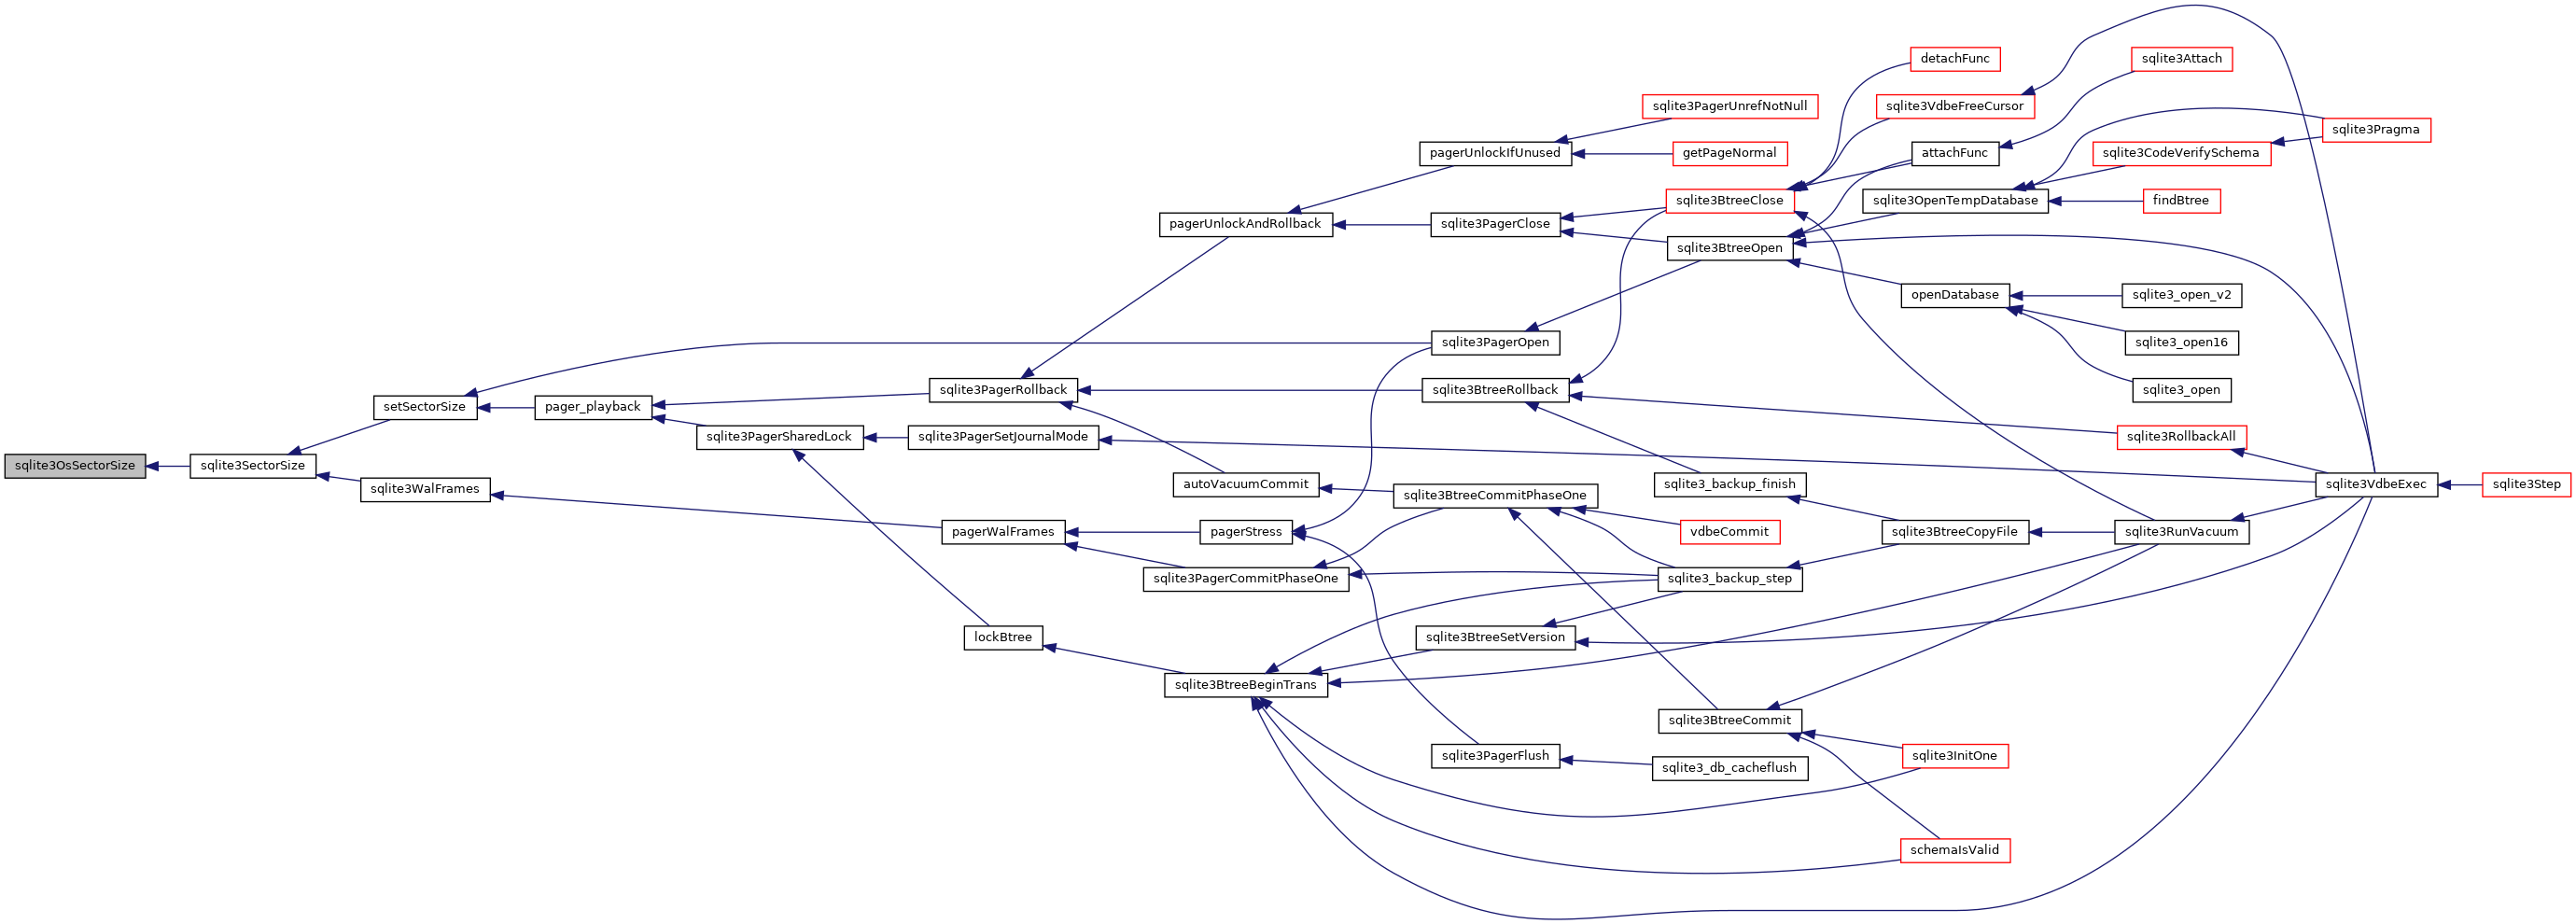 sqlite3OsSectorSize
sqlite3SectorSize
setSectorSize
sqlite3WalFrames
pager_playback
sqlite3PagerSharedLock
sqlite3PagerRollback
sqlite3PagerSetJournalMode
pagerWalFrames
lockBtree
pagerUnlockAndRollback
autoVacuumCommit
pagerStress
sqlite3PagerCommitPhaseOne
sqlite3BtreeBeginTrans
pagerUnlockIfUnused
sqlite3PagerClose
sqlite3PagerOpen
sqlite3BtreeRollback
sqlite3BtreeCommitPhaseOne
sqlite3BtreeSetVersion
sqlite3PagerFlush
sqlite3PagerUnrefNotNull
getPageNormal
sqlite3BtreeClose
sqlite3BtreeOpen
sqlite3_backup_finish
vdbeCommit
sqlite3_backup_step
sqlite3BtreeCommit
sqlite3_db_cacheflush
detachFunc
sqlite3VdbeFreeCursor
attachFunc
sqlite3OpenTempDatabase
openDatabase
sqlite3BtreeCopyFile
sqlite3InitOne
schemaIsValid
sqlite3Attach
sqlite3CodeVerifySchema
findBtree
sqlite3_open_v2
sqlite3_open16
sqlite3_open
sqlite3RollbackAll
sqlite3RunVacuum
sqlite3Pragma
sqlite3VdbeExec
sqlite3Step